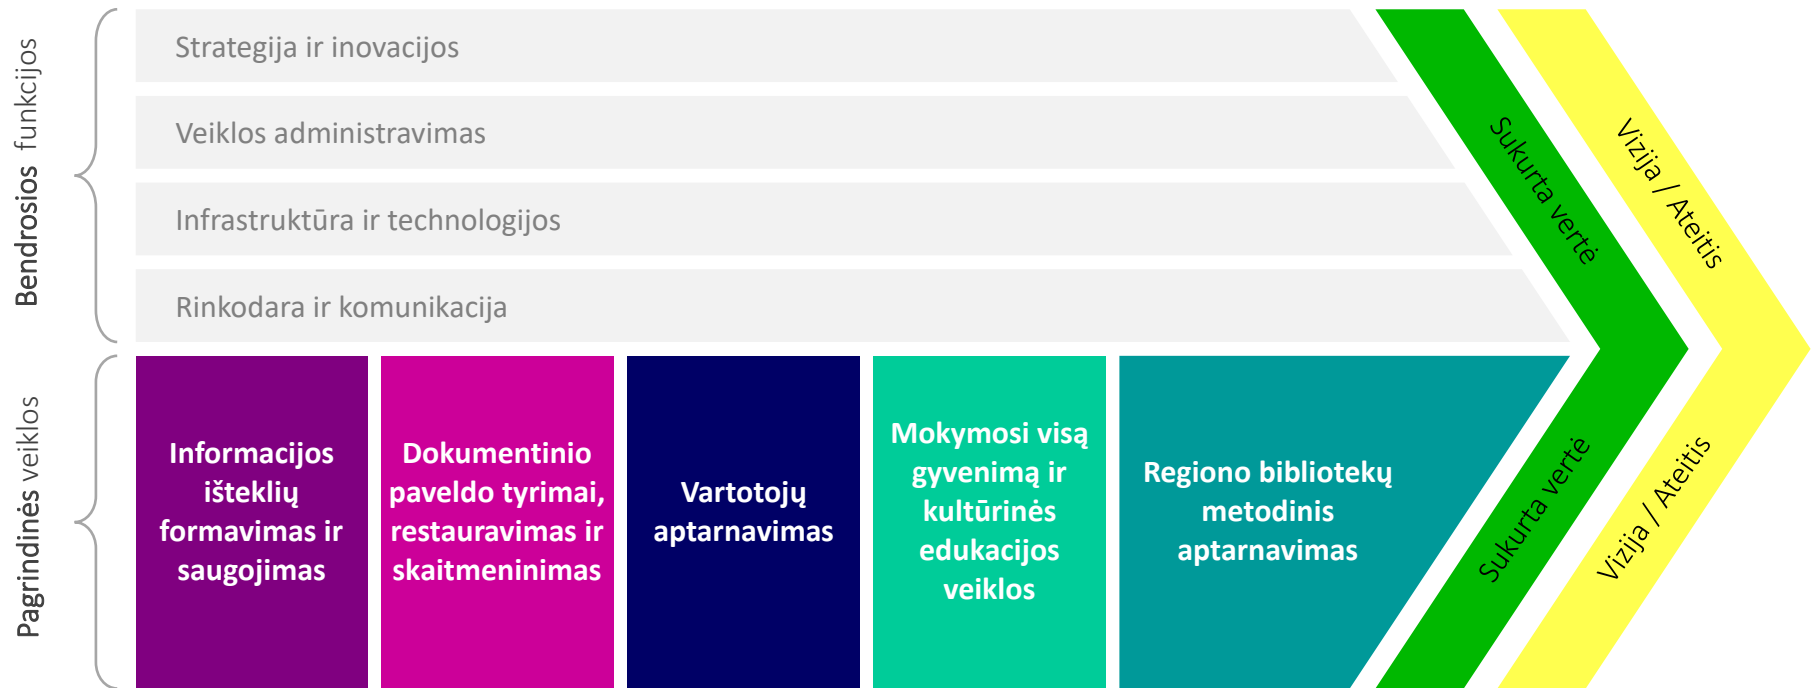 Bendrosios funkcijos
Strategija ir inovacijos
Veiklos administravimas
Infrastruktūra ir technologijos
Rinkodara ir komunikacija
Sukurta vertė
Vizija / Ateitis
Pagrindinės veiklos
Informacijos
išteklių
formavimas ir
saugojimas
Dokumentinio
paveldo tyrimai,
restauravimas ir
skaitmeninimas
Vartotojų
aptarnavimas
Mokymosi visą
gyvenimą ir
kultūrinės
edukacijos
veiklos
Regiono bibliotekų
metodinis
aptarnavimas
Sukurta vertė
Vizija / Ateitis